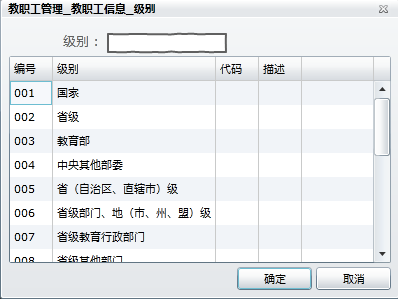 教职工管理_教职工信息_级别
级别：
编号 级别 代码 描述
001 国家
002 省级
003 教育部
004 中央其他部委
005 省（自治区、直辖市）级
006 省级部门、地（市、州、盟）级
007 省级教育行政部门
008 省级其他部门
确定 取消